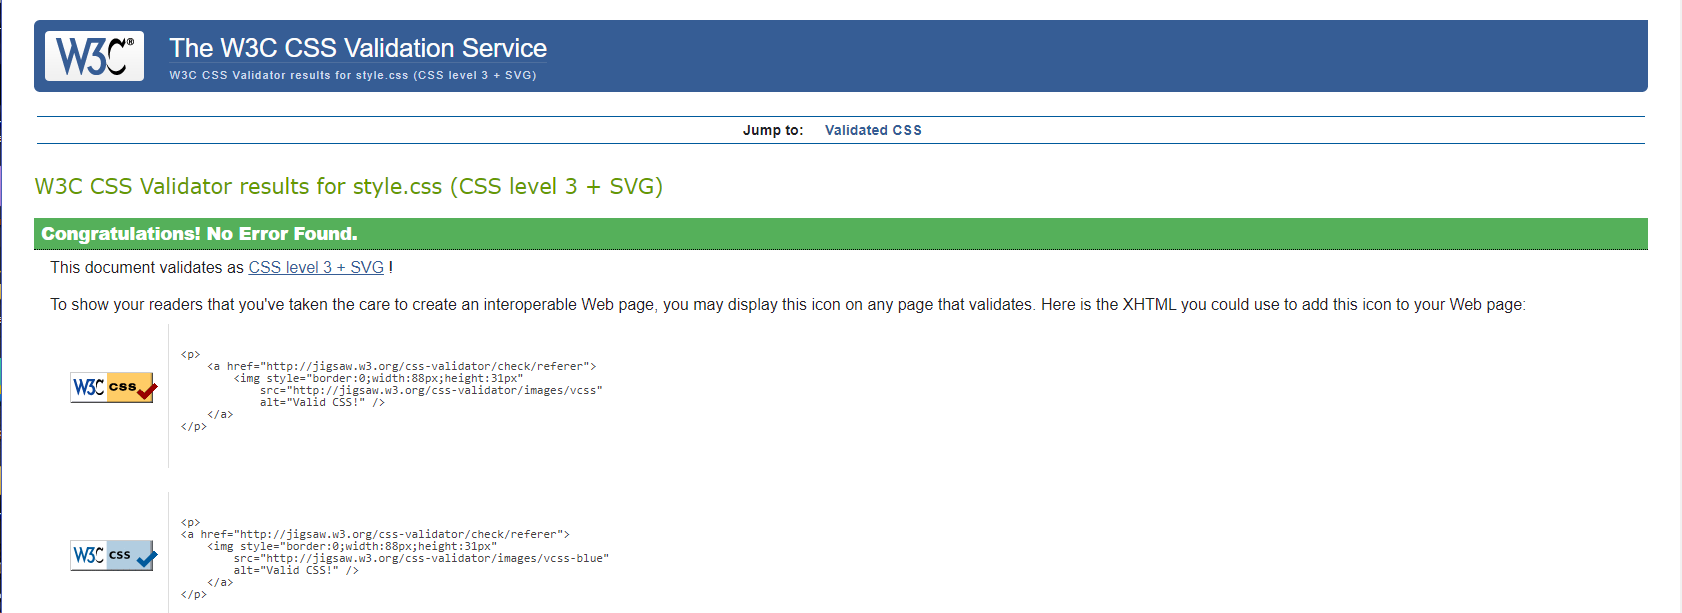 W3C®
The W3C CSS Validation Service
W3C CSS Validator results for style.css (CSS level 3 + SVG)
Jump to: Validated CSS
W3C CSS Validator results for style.css (CSS level 3 + SVG)
Congratulations! No Error Found.
This document validates as CSS level 3 + SVG !
To show your readers that you've taken the care to create an interoperable Web page, you may display this icon on any page that validates. Here is the XHTML you could use to add this icon to your Web page:
W3C css
<p>
<a href="http://jigsaw.w3.org/css-validator/check/referer">
<img style="border:0;width:88px;height:31px"
src="http://jigsaw.w3.org/css-validator/images/vcss"
alt="Valid CSS!" />
</a>
</p>
W3C css
<p>
<a href="http://jigsaw.w3.org/css-validator/check/referer">
<img style="border:0;width:88px;height:31px"
src="http://jigsaw.w3.org/css-validator/images/vcss-blue"
alt="Valid CSS!" />
</a>
</p>